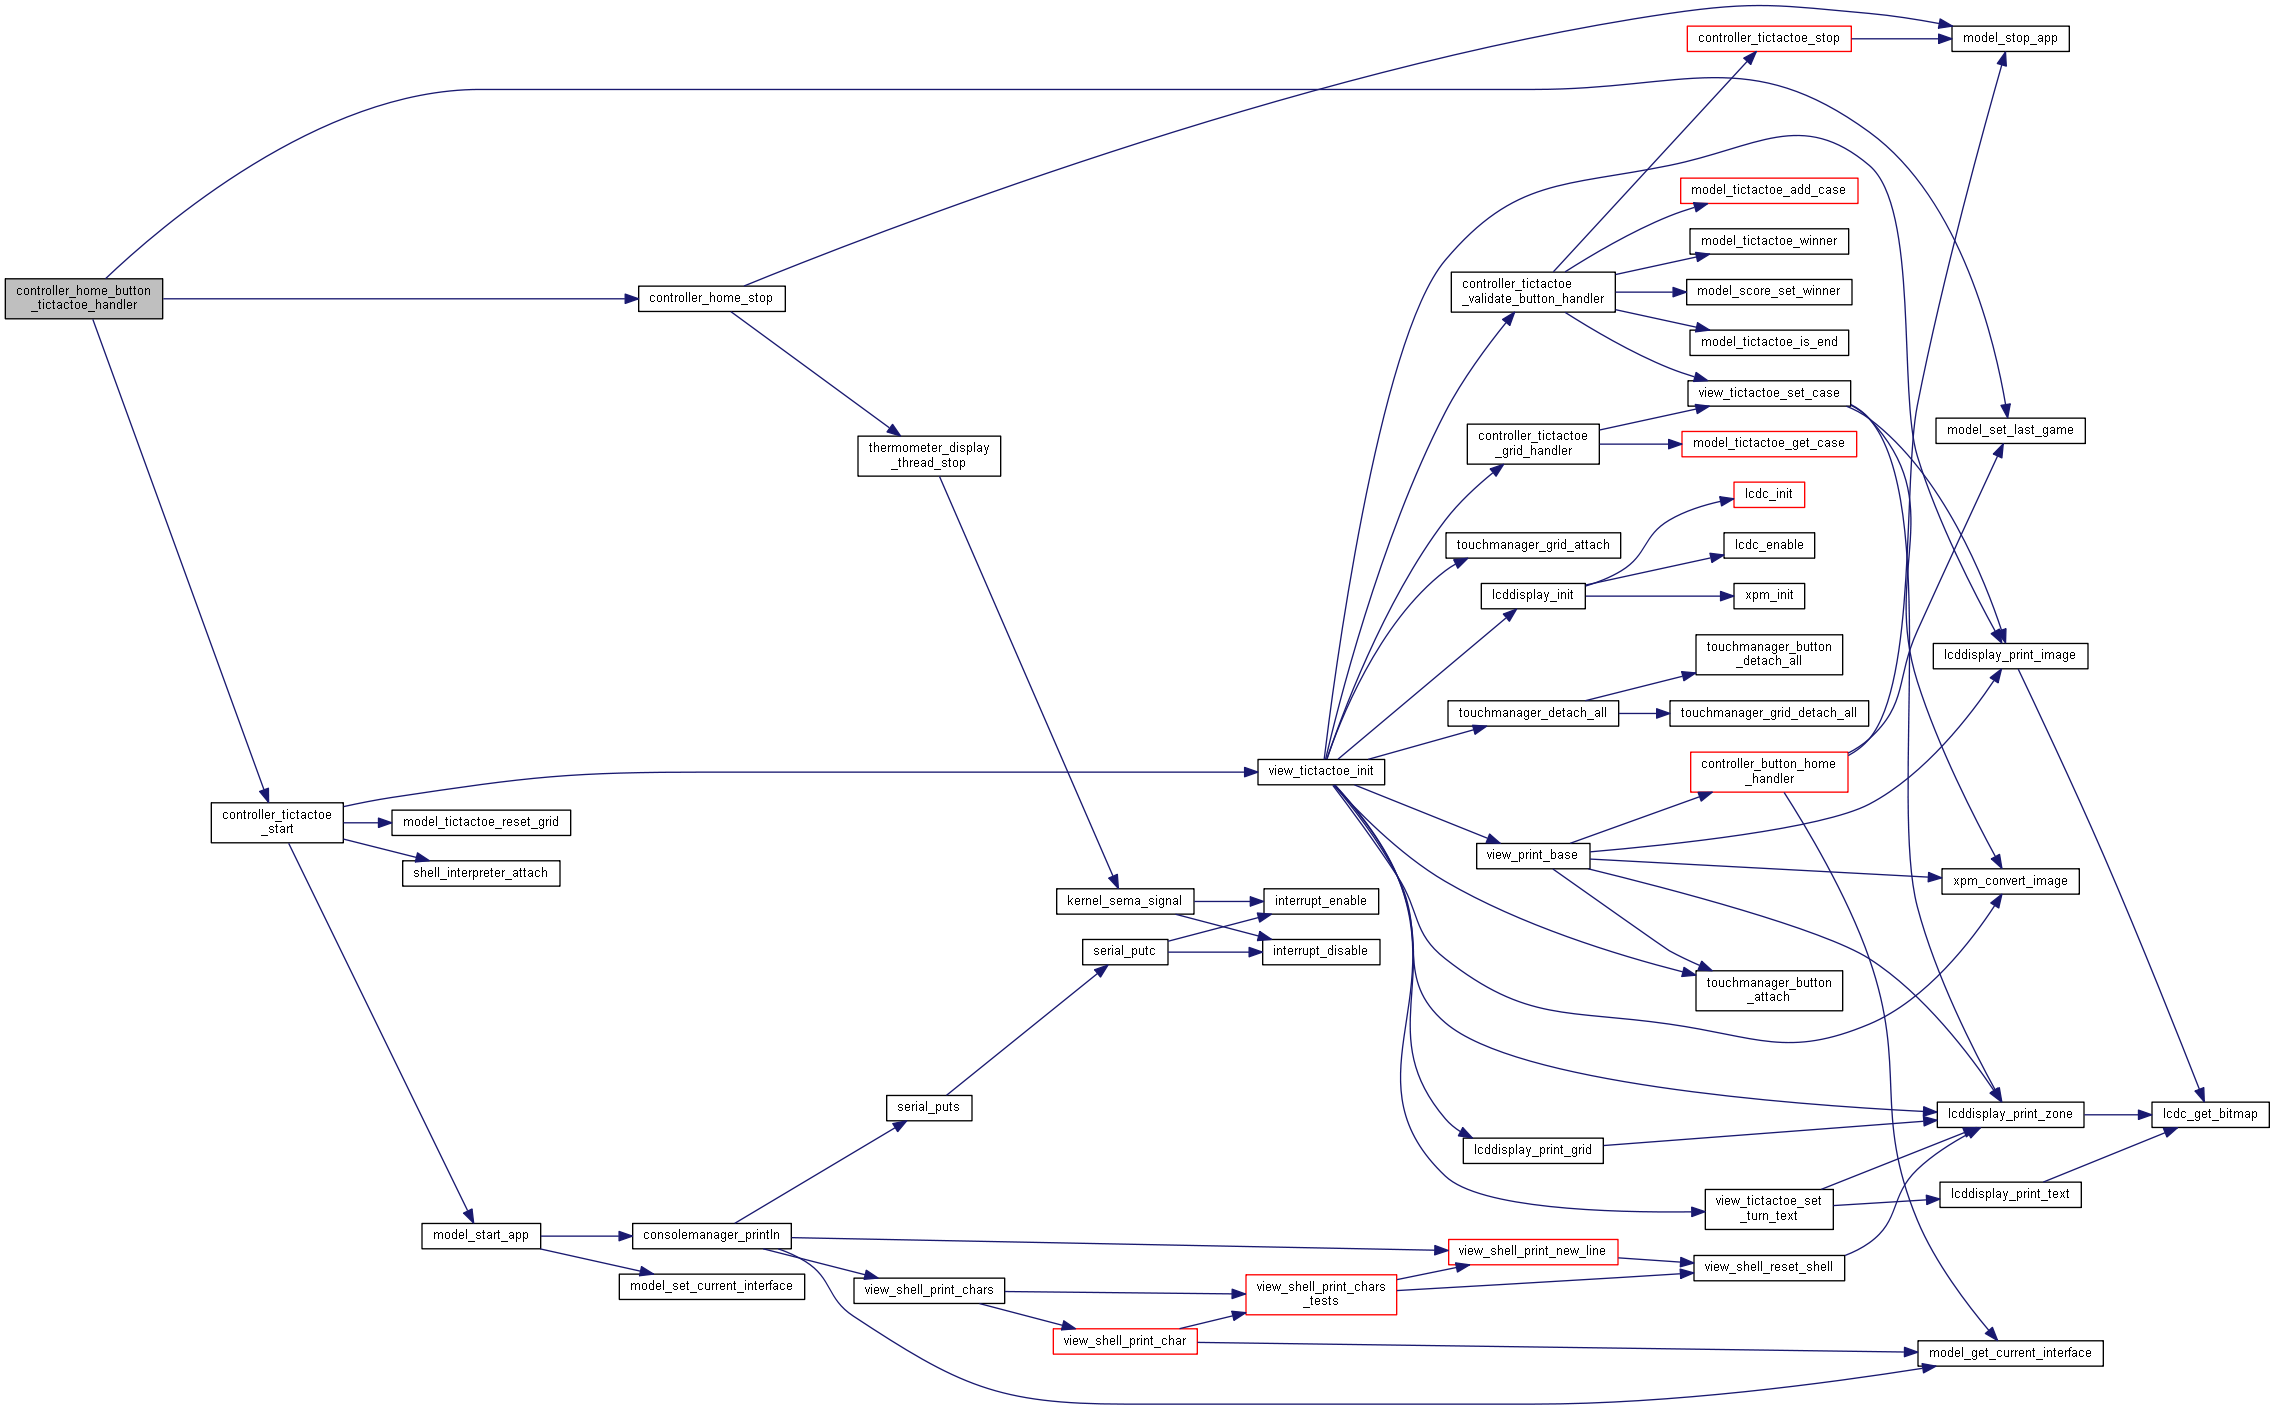 controller_home_button
_tictactoe_handler
controller_home_stop
thermometer_display
_thread_stop
controller_tictactoe
_start
model_tictactoe_reset_grid
shell_interpreter_attach
model_start_app
consolemanager_println
model_set_current_interface
serial_puts
view_shell_print_chars
kernel_sema_signal
serial_putc
interrupt_enable
interrupt_disable
view_shell_print_chars
_tests
view_shell_print_char
view_tictactoe_init
controller_tictactoe
_validate_button_handler
controller_tictactoe
_grid_handler
touchmanager_grid_attach
lcddisplay_init
touchmanager_detach_all
view_print_base
lcddisplay_print_grid
view_shell_print_new_line
controller_tictactoe_stop
model_tictactoe_add_case
model_tictactoe_winner
model_score_set_winner
model_tictactoe_is_end
view_tictactoe_set_case
model_tictactoe_get_case
lcdc_init
lcdc_enable
xpm_init
touchmanager_button
_detach_all
touchmanager_grid_detach_all
controller_button_home
_handler
touchmanager_button
_attach
view_tictactoe_set
_turn_text
view_shell_reset_shell
model_stop_app
model_set_last_game
lcddisplay_print_image
xpm_convert_image
lcddisplay_print_zone
lcddisplay_print_text
model_get_current_interface
lcdc_get_bitmap